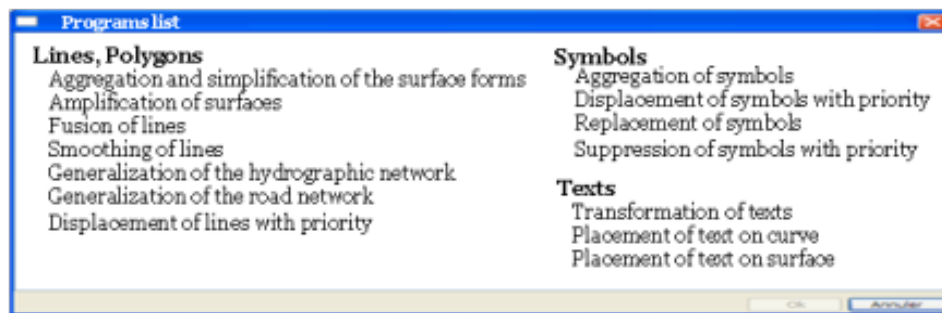 Programs list
Lines, Polygons
Aggregation and simplification of the surface forms
Amplification of surfaces
Fusion of lines
Smoothing of lines
Generalization of the hydrographic network
Generalization of the road network
Displacement of lines with priority
Symbols
Aggregation of symbols
Displacement of symbols with priority
Replacement of symbols
Suppression of symbols with priority
Texts
Transformation of texts
Placement of text on curve
Placement of text on surface
Ok
Annuler